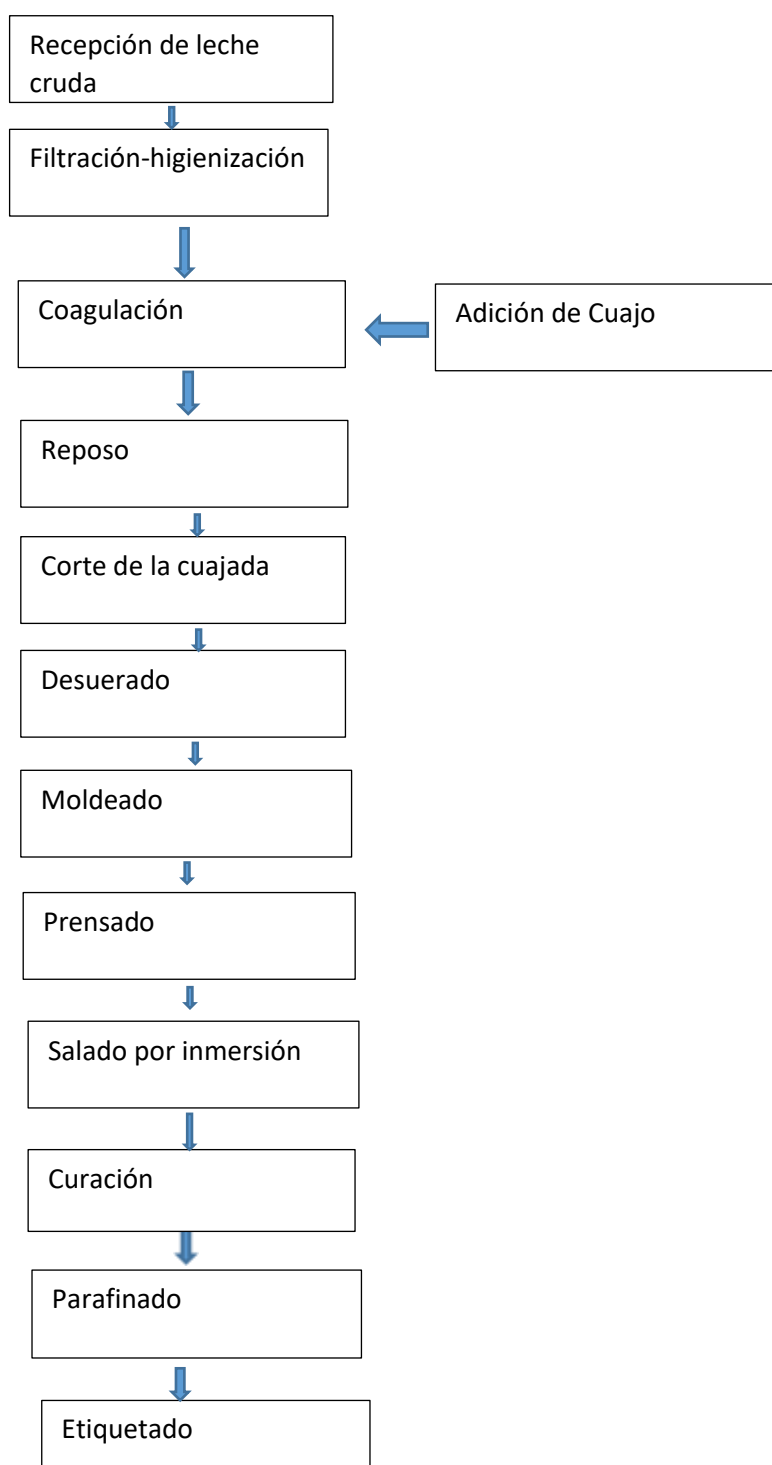 Recepción de leche
cruda
Filtración-higienización
Coagulación
Adición de Cuajo
Reposo
Corte de la cuajada
Desuerado
Moldeado
Prensado
Salado por inmersión
Curación
Parafinado
Etiquetado